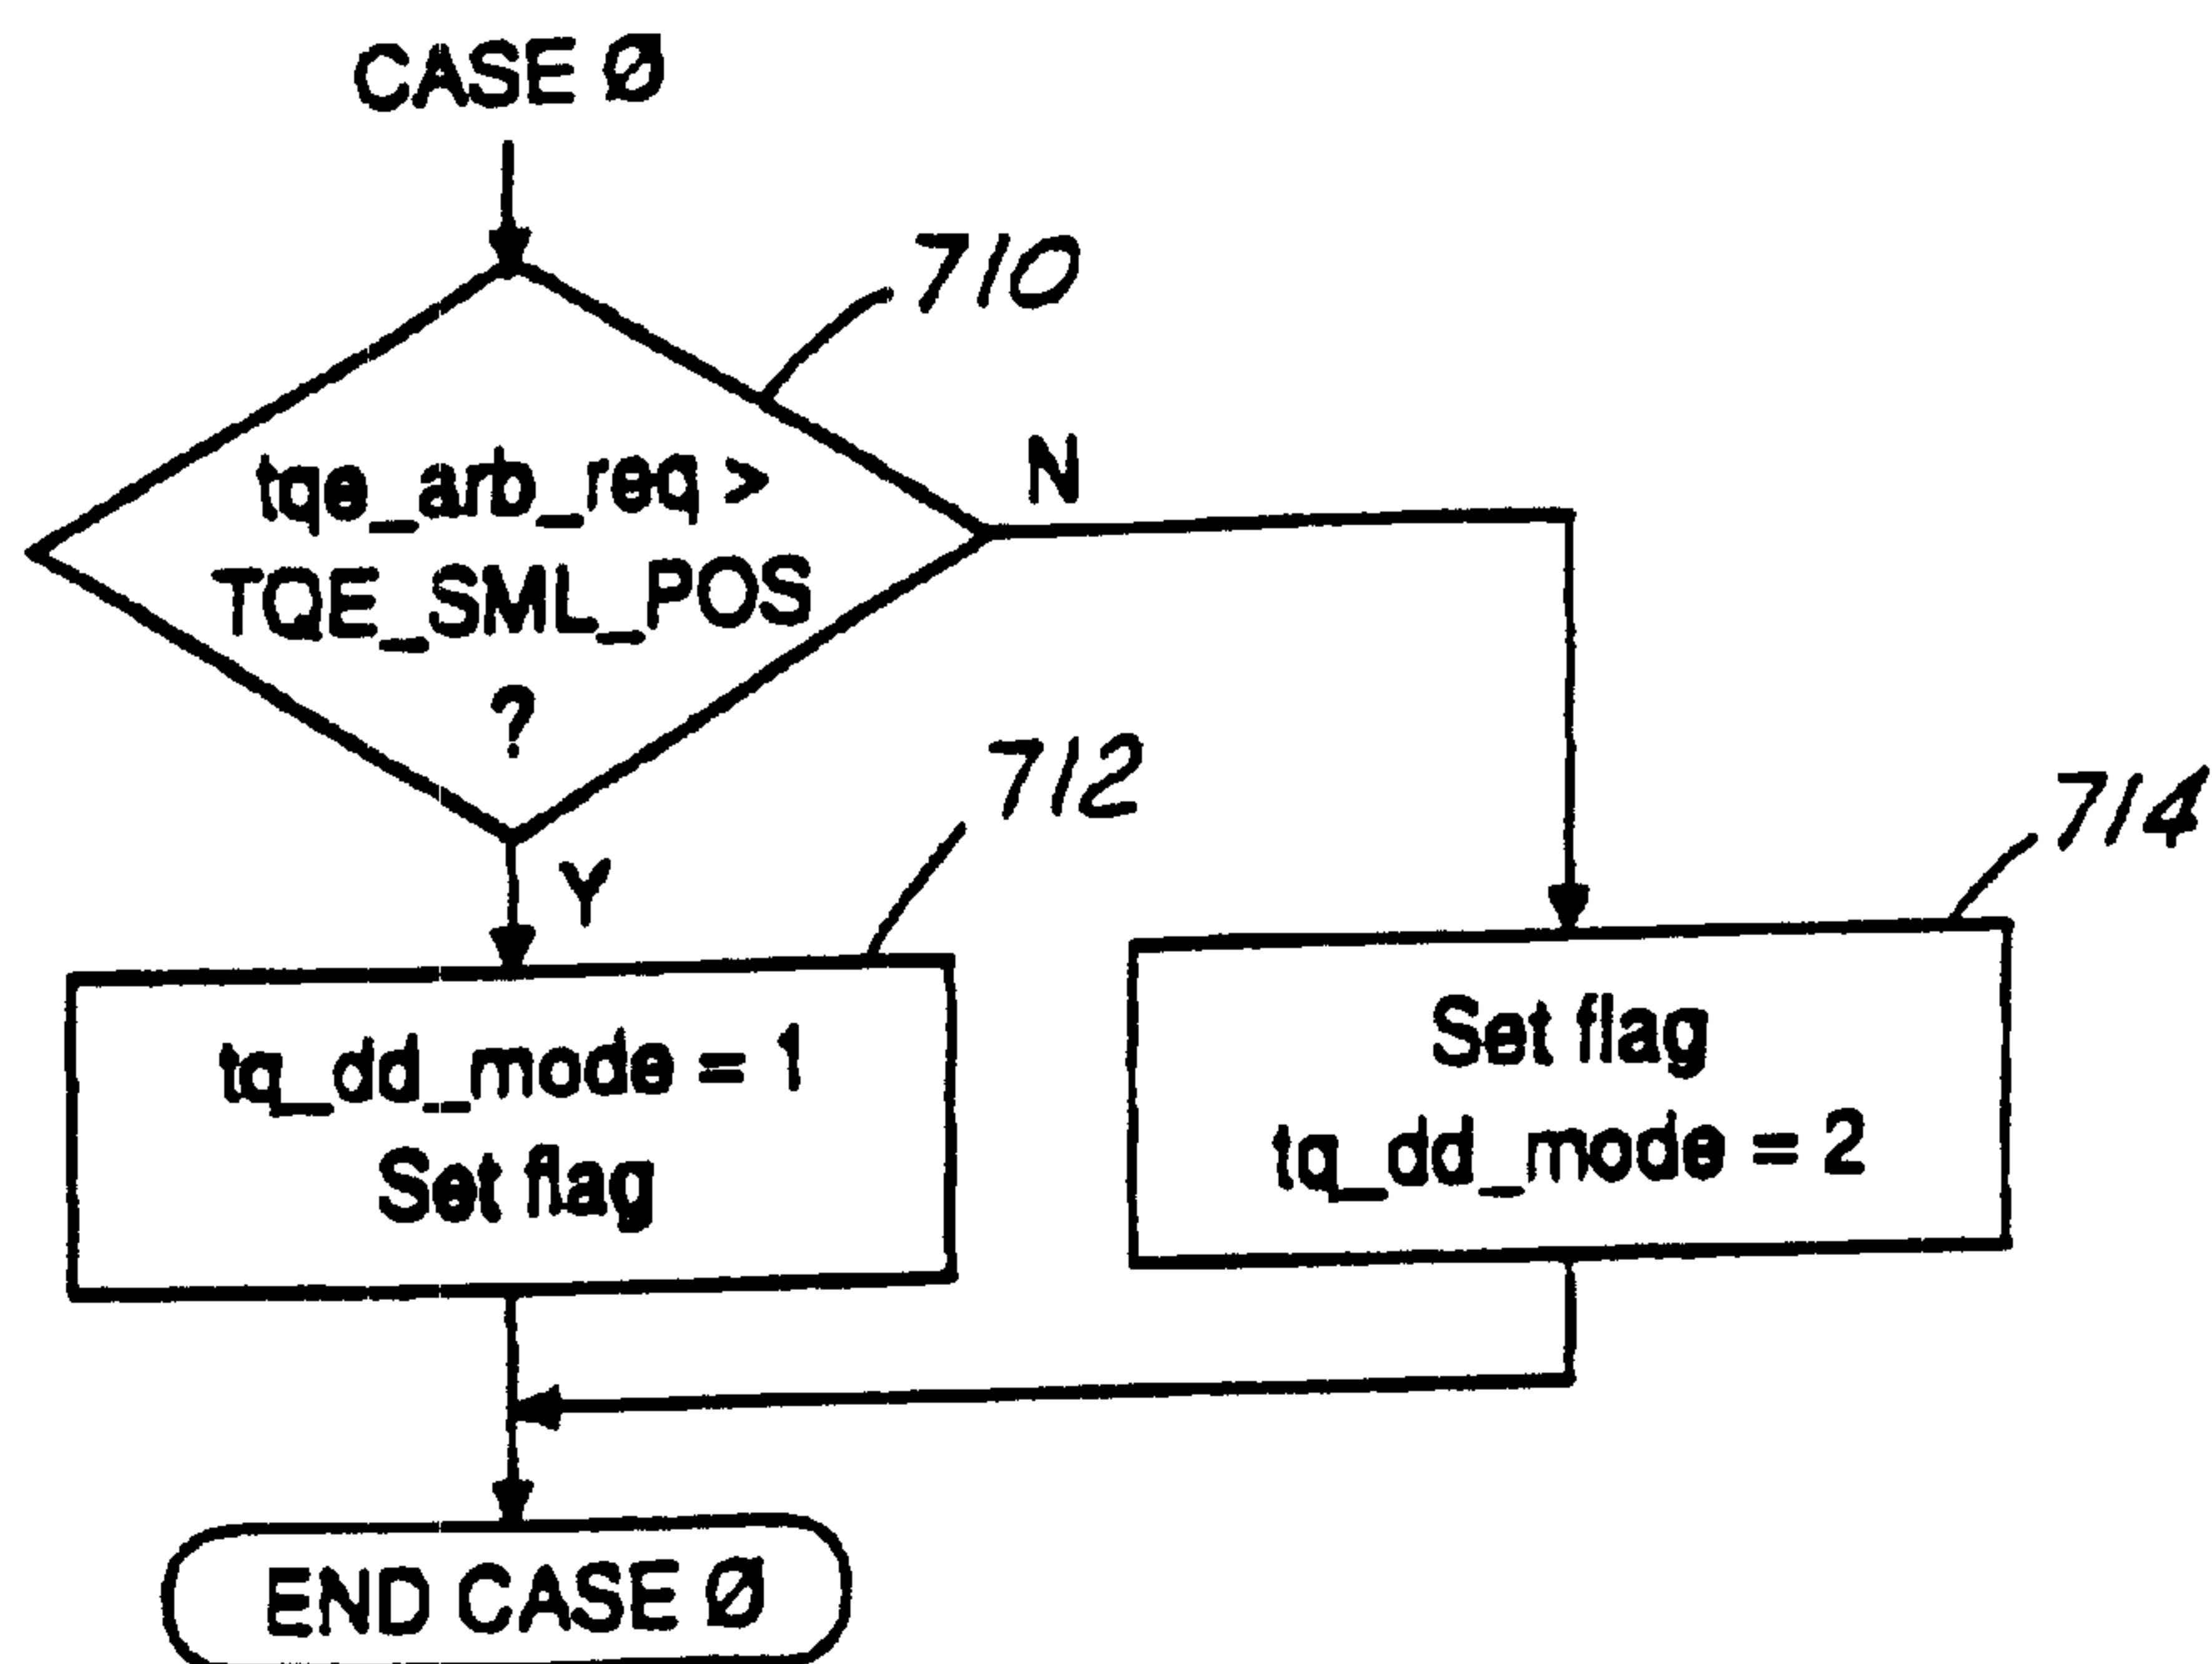 CASE Ø
710
tqe_arb_req >
TQE_SML_POS
?
N
Y
712
714
tq_dd_mode = 1
Set flag
Set flag
tq_dd_mode = 2
END CASE Ø